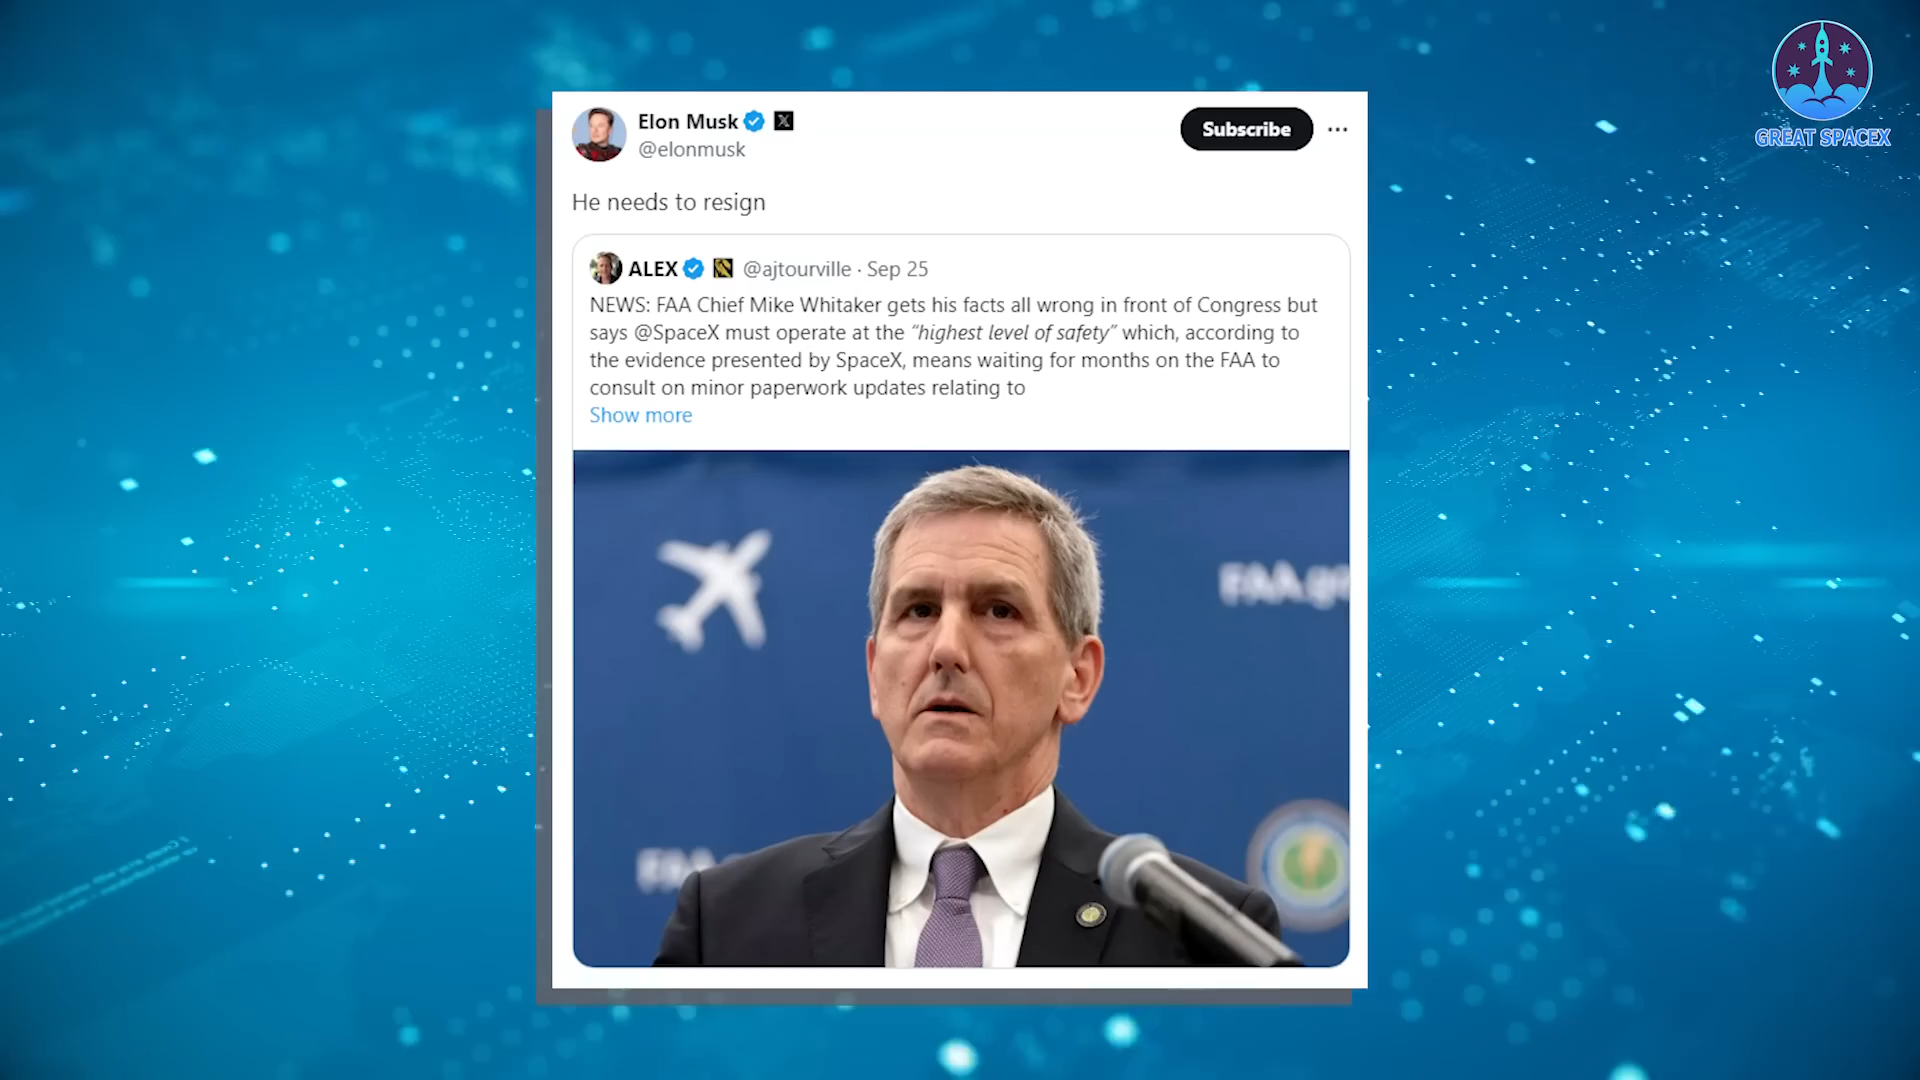 GREAT SPACEX
Elon Musk
@elonmusk
Subscribe
He needs to resign
ALEX @ajtourville · Sep 25
NEWS: FAA Chief Mike Whitaker gets his facts all wrong in front of Congress but
says @SpaceX must operate at the “highest level of safety” which, according to
the evidence presented by SpaceX, means waiting for months on the FAA to
consult on minor paperwork updates relating to
Show more